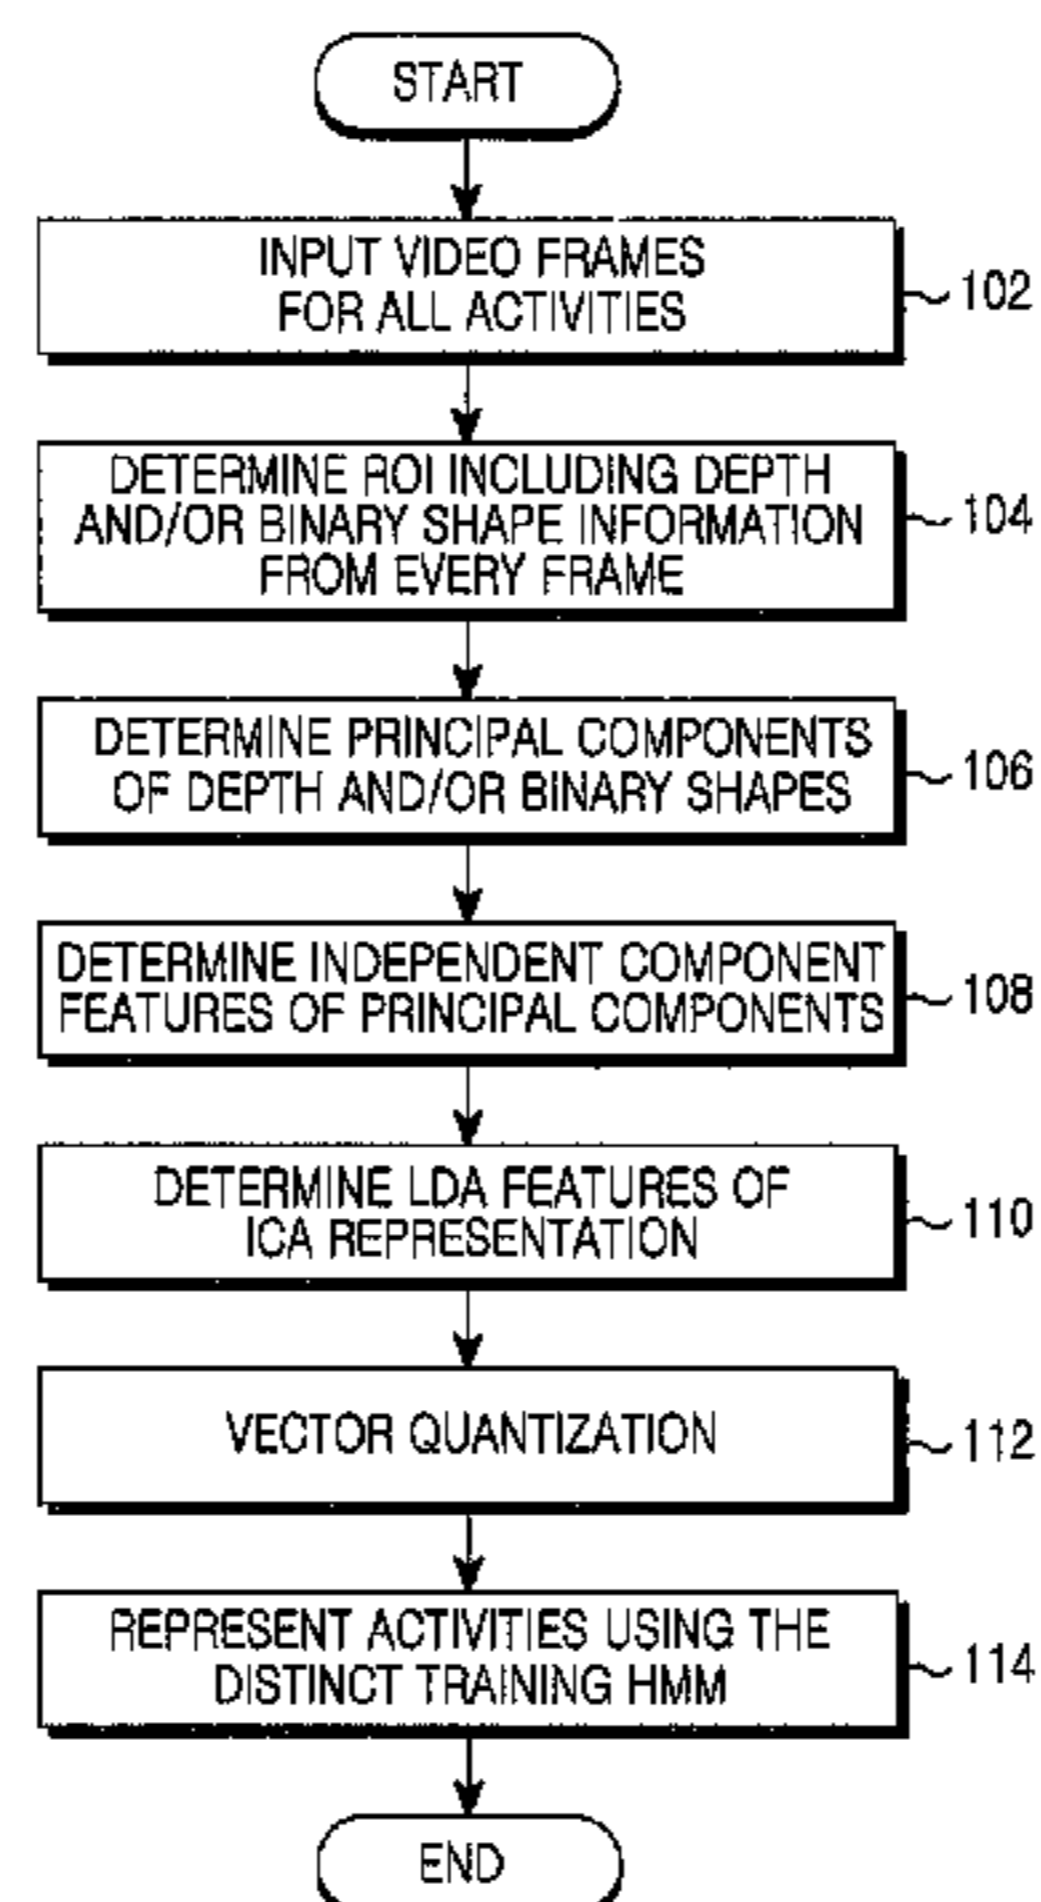 START
INPUT VIDEO FRAMES
FOR ALL ACTIVITIES
102
DETERMINE ROI INCLUDING DEPTH
AND/OR BINARY SHAPE INFORMATION
FROM EVERY FRAME
104
DETERMINE PRINCIPAL COMPONENTS
OF DEPTH AND/OR BINARY SHAPES
106
DETERMINE INDEPENDENT COMPONENT
FEATURES OF PRINCIPAL COMPONENTS
108
DETERMINE LDA FEATURES OF
ICA REPRESENTATION
110
VECTOR QUANTIZATION
112
REPRESENT ACTIVITIES USING THE
DISTINCT TRAINING HMM
114
END